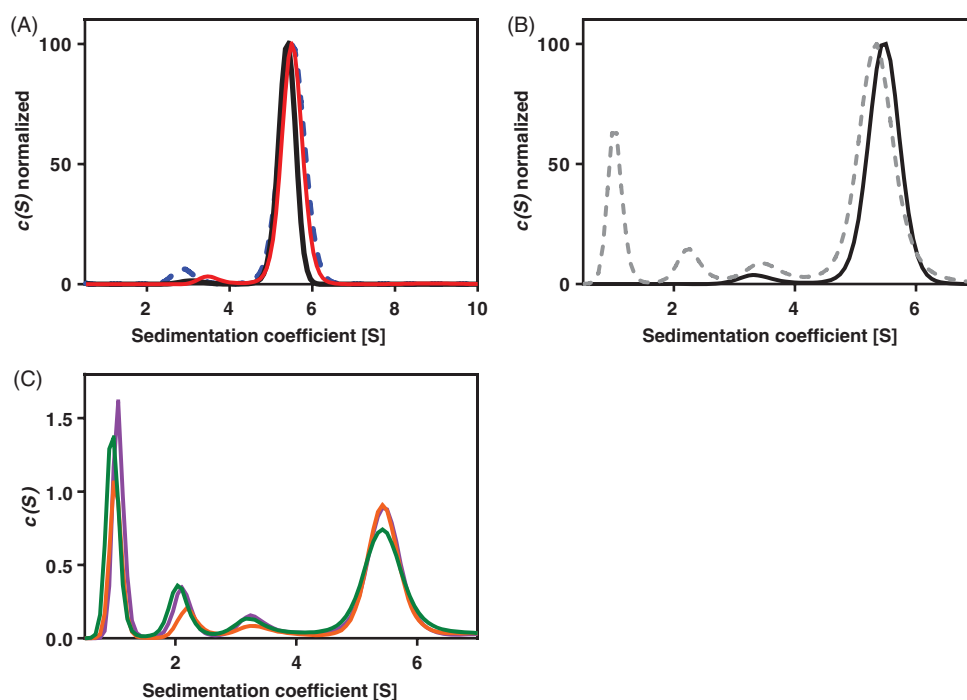 (A)
100
50
0
c(S) normalized
2 4 6 8 10
Sedimentation coefficient [S]
(B)
100
50
0
c(S) normalized
2 4 6
Sedimentation coefficient [S]
(C)
1.5
1.0
0.5
0.0
c(S)
2 4 6
Sedimentation coefficient [S]